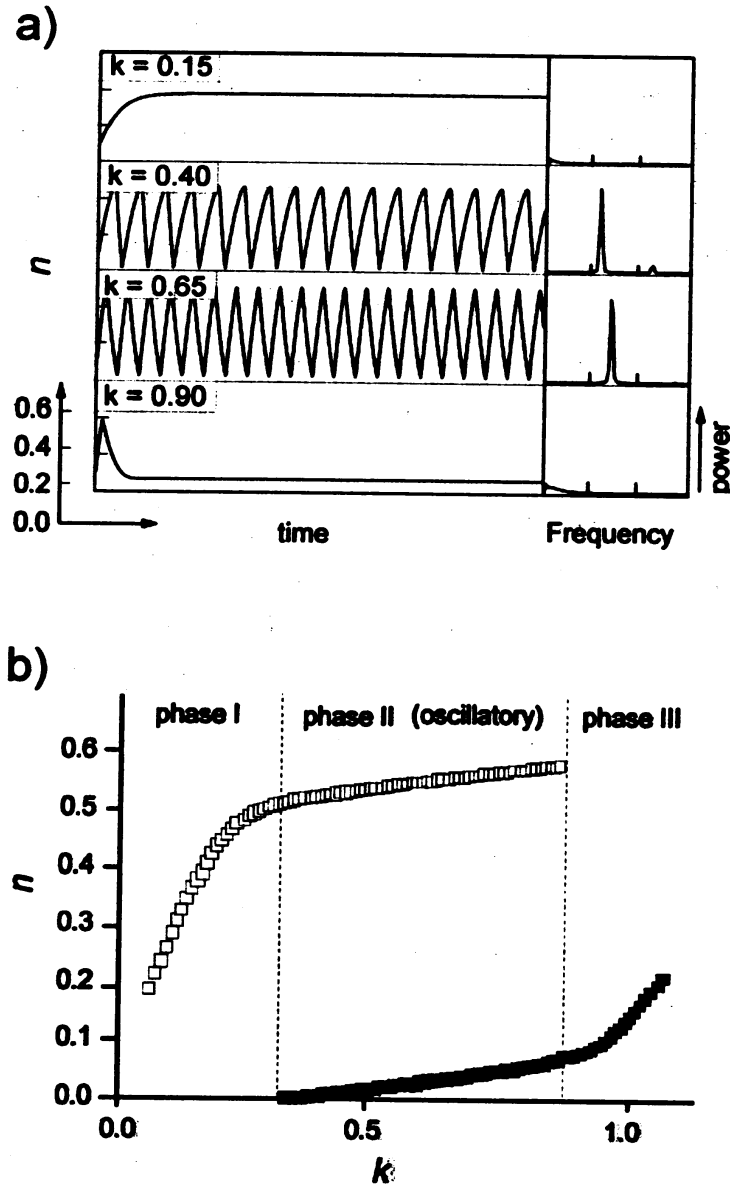 a)
k = 0.15
k = 0.40
k = 0.65
k = 0.90
n
0.6
0.4
0.2
0.0
time
Frequency
power
b)
phase I
phase II (oscillatory)
phase III
0.6
0.5
0.4
0.3
0.2
0.1
0.0
n
0.0
0.5
1.0
k